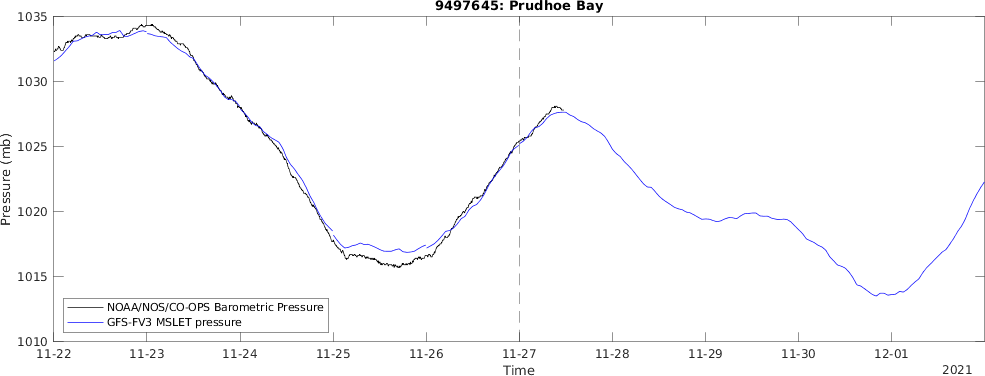 9497645: Prudhoe Bay
1035
1030
1025
1020
1015
1010
Pressure (mb)
NOAA/NOS/CO-OPS Barometric Pressure
GFS-FV3 MSLET pressure
11-22 11-23 11-24 11-25 11-26 11-27 11-28 11-29 11-30 12-01
Time
2021